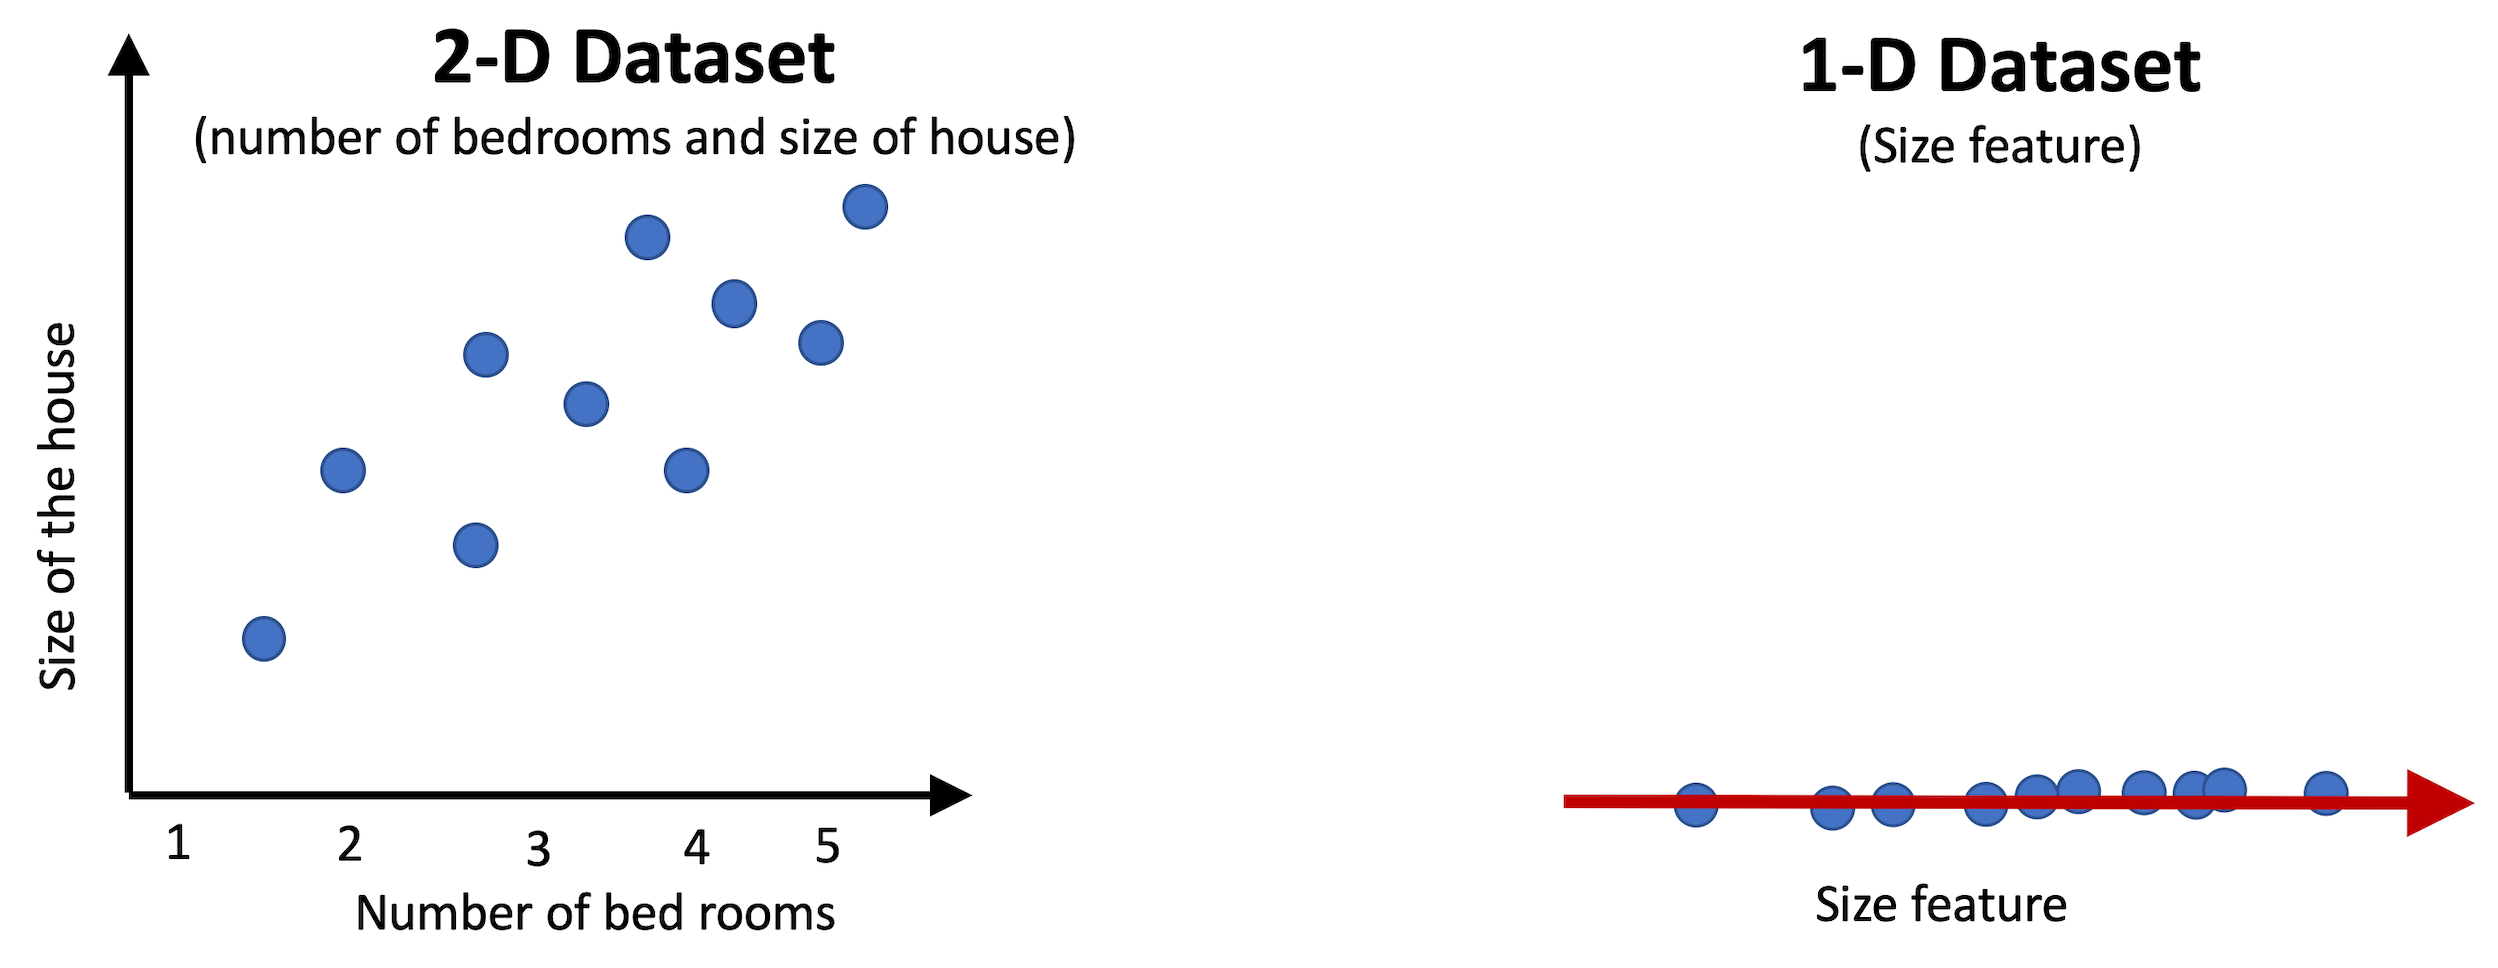 2-D Dataset
(number of bedrooms and size of house)
Size of the house
1 2 3 4 5
Number of bed rooms
1-D Dataset
(Size feature)
Size feature